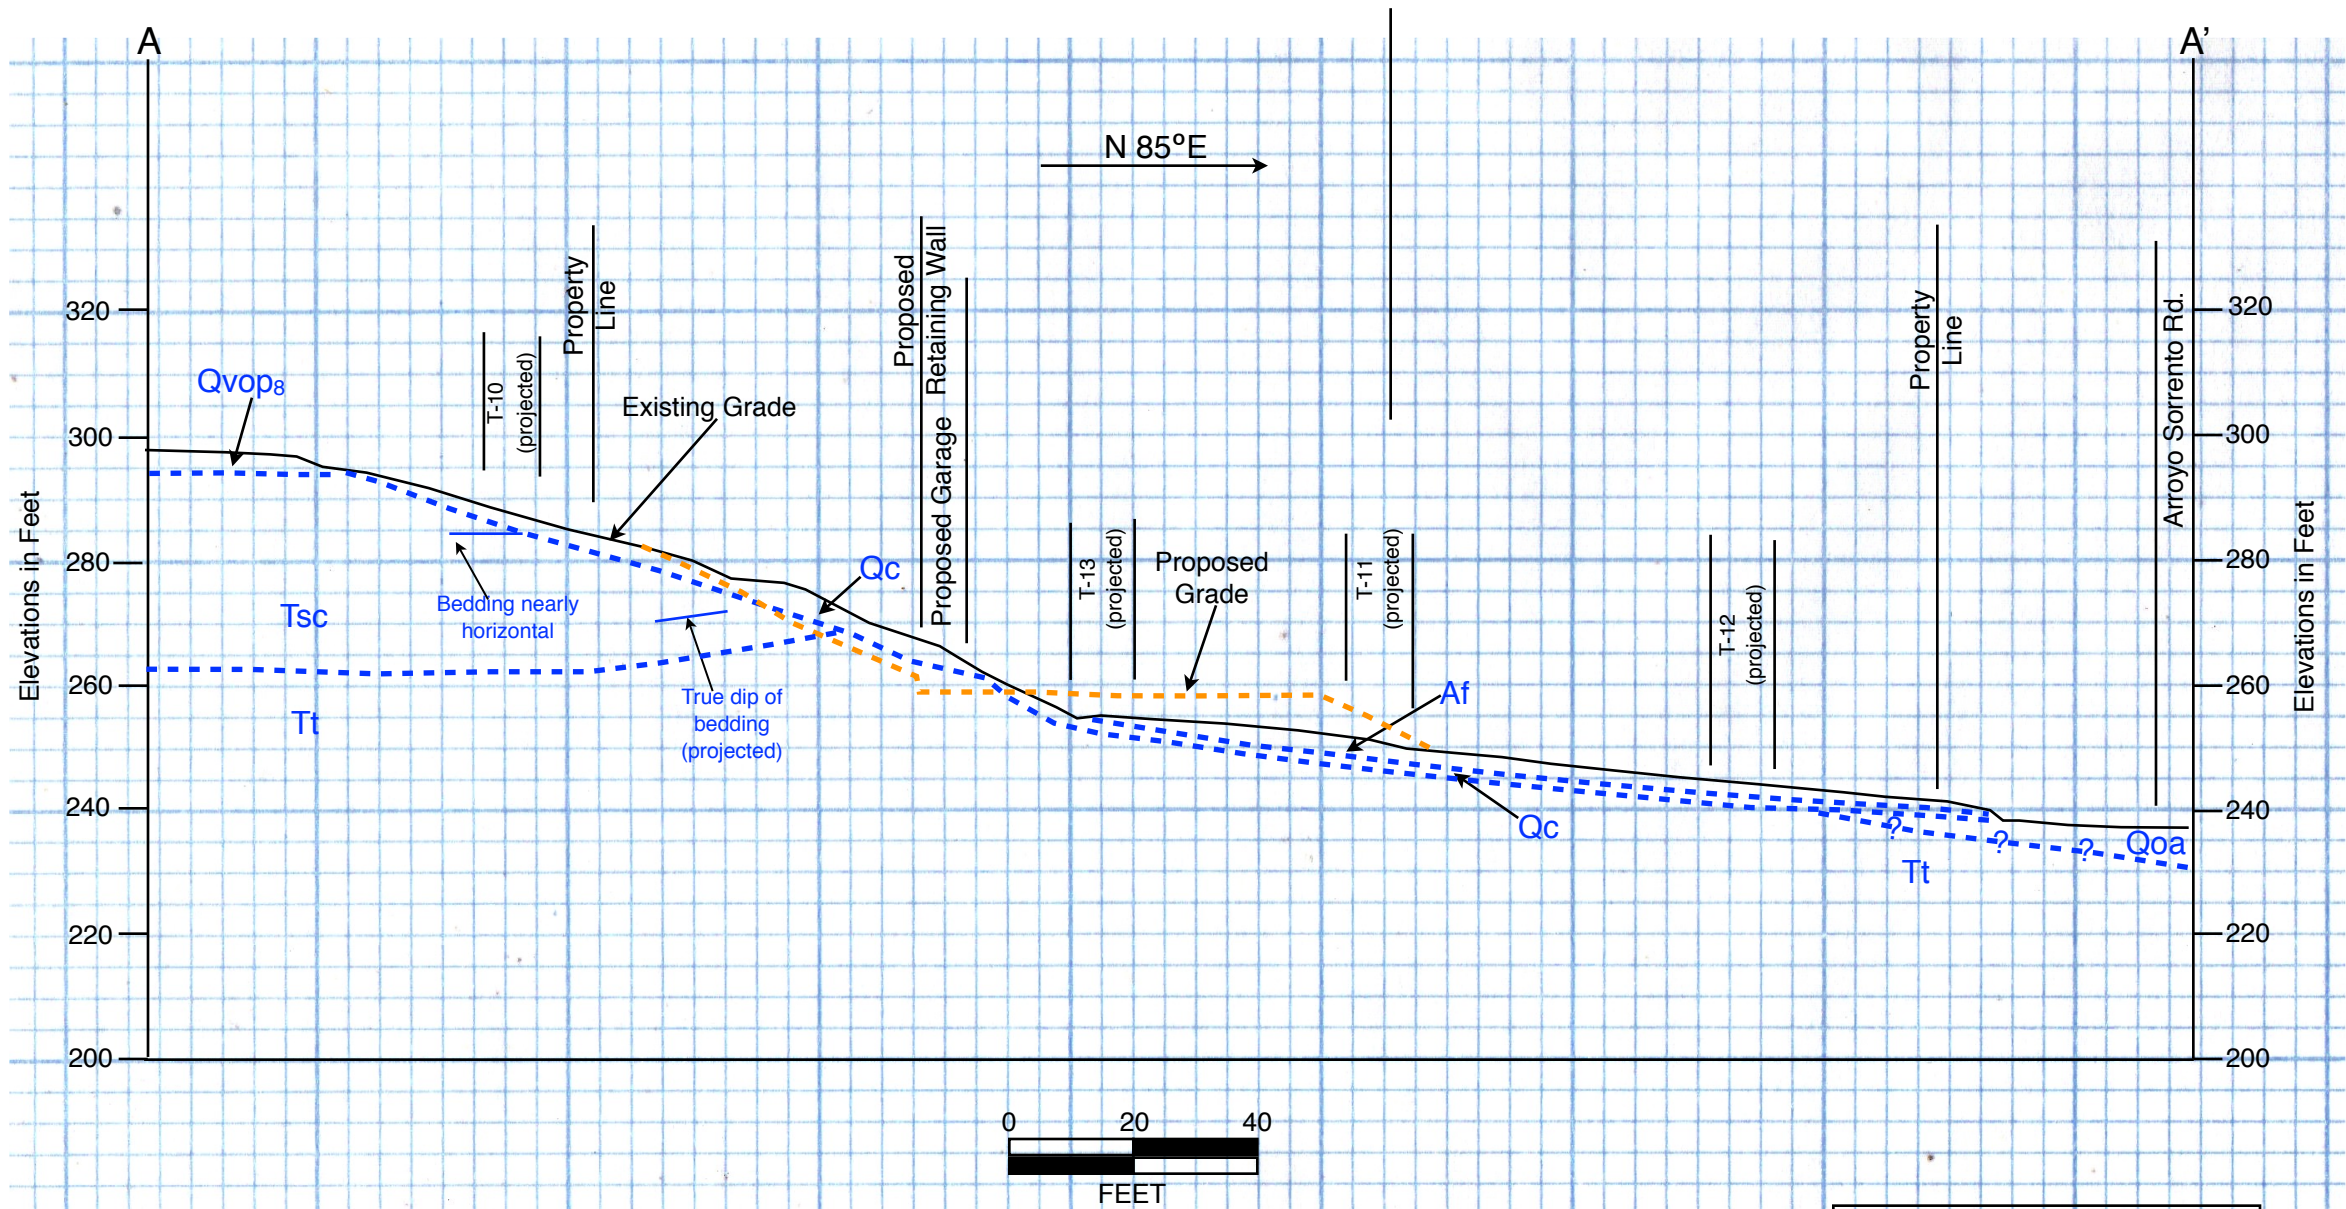 A
A’
N 85ºE
Proposed
Retaining Wall
Property
Line
Property
Line
320
320
Arroyo Sorrento Rd.
T-10
(projected)
Qvop8
Existing Grade
300
300
Proposed Garage
Elevations in Feet
Elevations in Feet
280
280
Qc
T-13
(projected)
Proposed
Grade
T-11
(projected)
T-12
(projected)
Bedding nearly
horizontal
Tsc
260
260
True dip of
bedding
(projected)
Af
Tt
240
240
Qc
?
?
?
Qoa
Tt
220
220
200
200
0 20 40
FEET